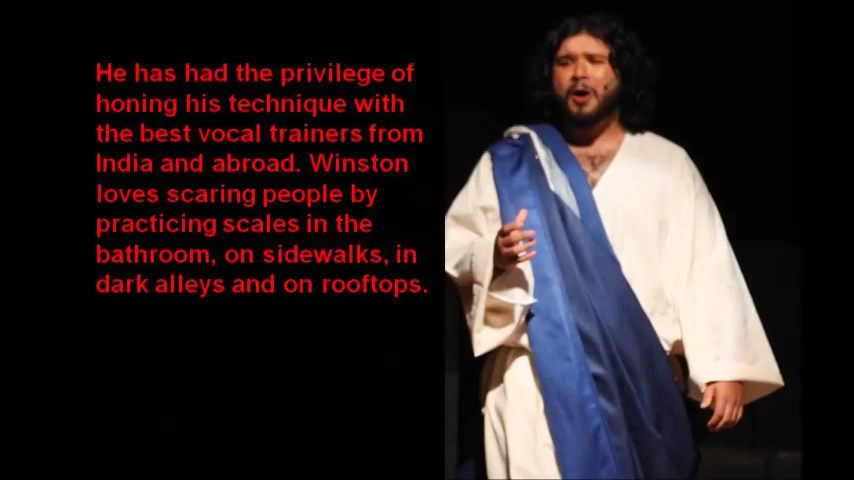 He has had the privilege of
honing his technique with
the best vocal trainers from
India and abroad. Winston
loves scaring people by
practicing scales in the
bathroom, on sidewalks, in
dark alleys and on rooftops.